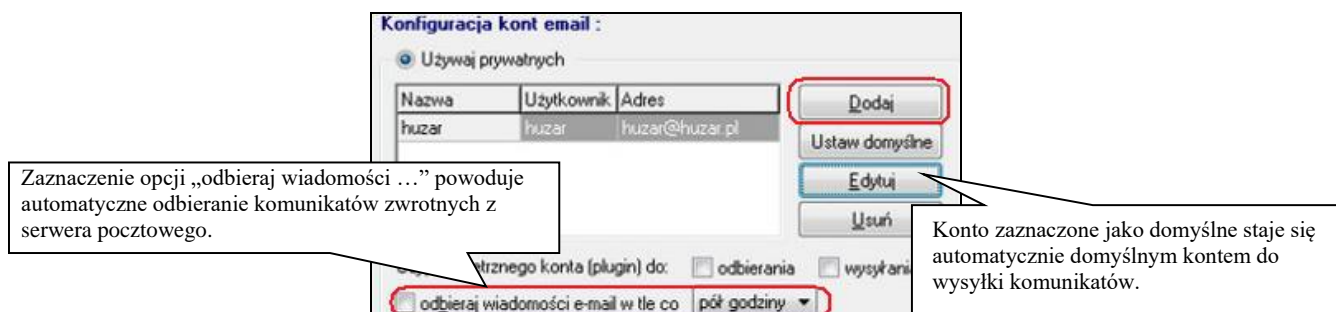 Konfiguracja kont email :
Używaj prywatnych
Nazwa Użytkownik Adres
huzar huzar huzar@huzar.pl
Dodaj
Ustaw domyślne
Edytuj
Usuń
Zaznaczenie opcji „odbieraj wiadomości …” powoduje
automatyczne odbieranie komunikatów zwrotnych z
serwera pocztowego.
Konto zaznaczone jako domyślne staje się
automatycznie domyślnym kontem do
wysyłki komunikatów.
konta (plugin) do: odbierania
odbieraj wiadomości e-mail w tle co pół godziny